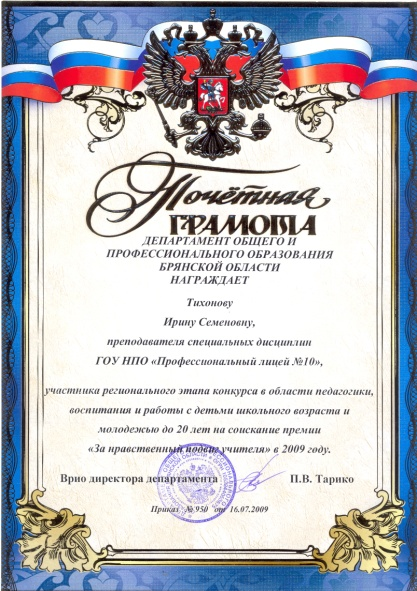 Почётная
ГРАМОТА
ДЕПАРТАМЕНТ ОБЩЕГО И
ПРОФЕССИОНАЛЬНОГО ОБРАЗОВАНИЯ
БРЯНСКОЙ ОБЛАСТИ
НАГРАЖДАЕТ
Тихонову
Ирину Семеновну,
преподавателя специальных дисциплин
ГОУ НПО «Профессиональный лицей №10»,
участника регионального этапа конкурса в области педагогики,
воспитания и работы с детьми школьного возраста и
молодежью до 20 лет на соискание премии
«За нравственный подвиг учителя» в 2009 году.
Врио директора департамента П.В. Тарико
Приказ № 950 от 16.07.2009